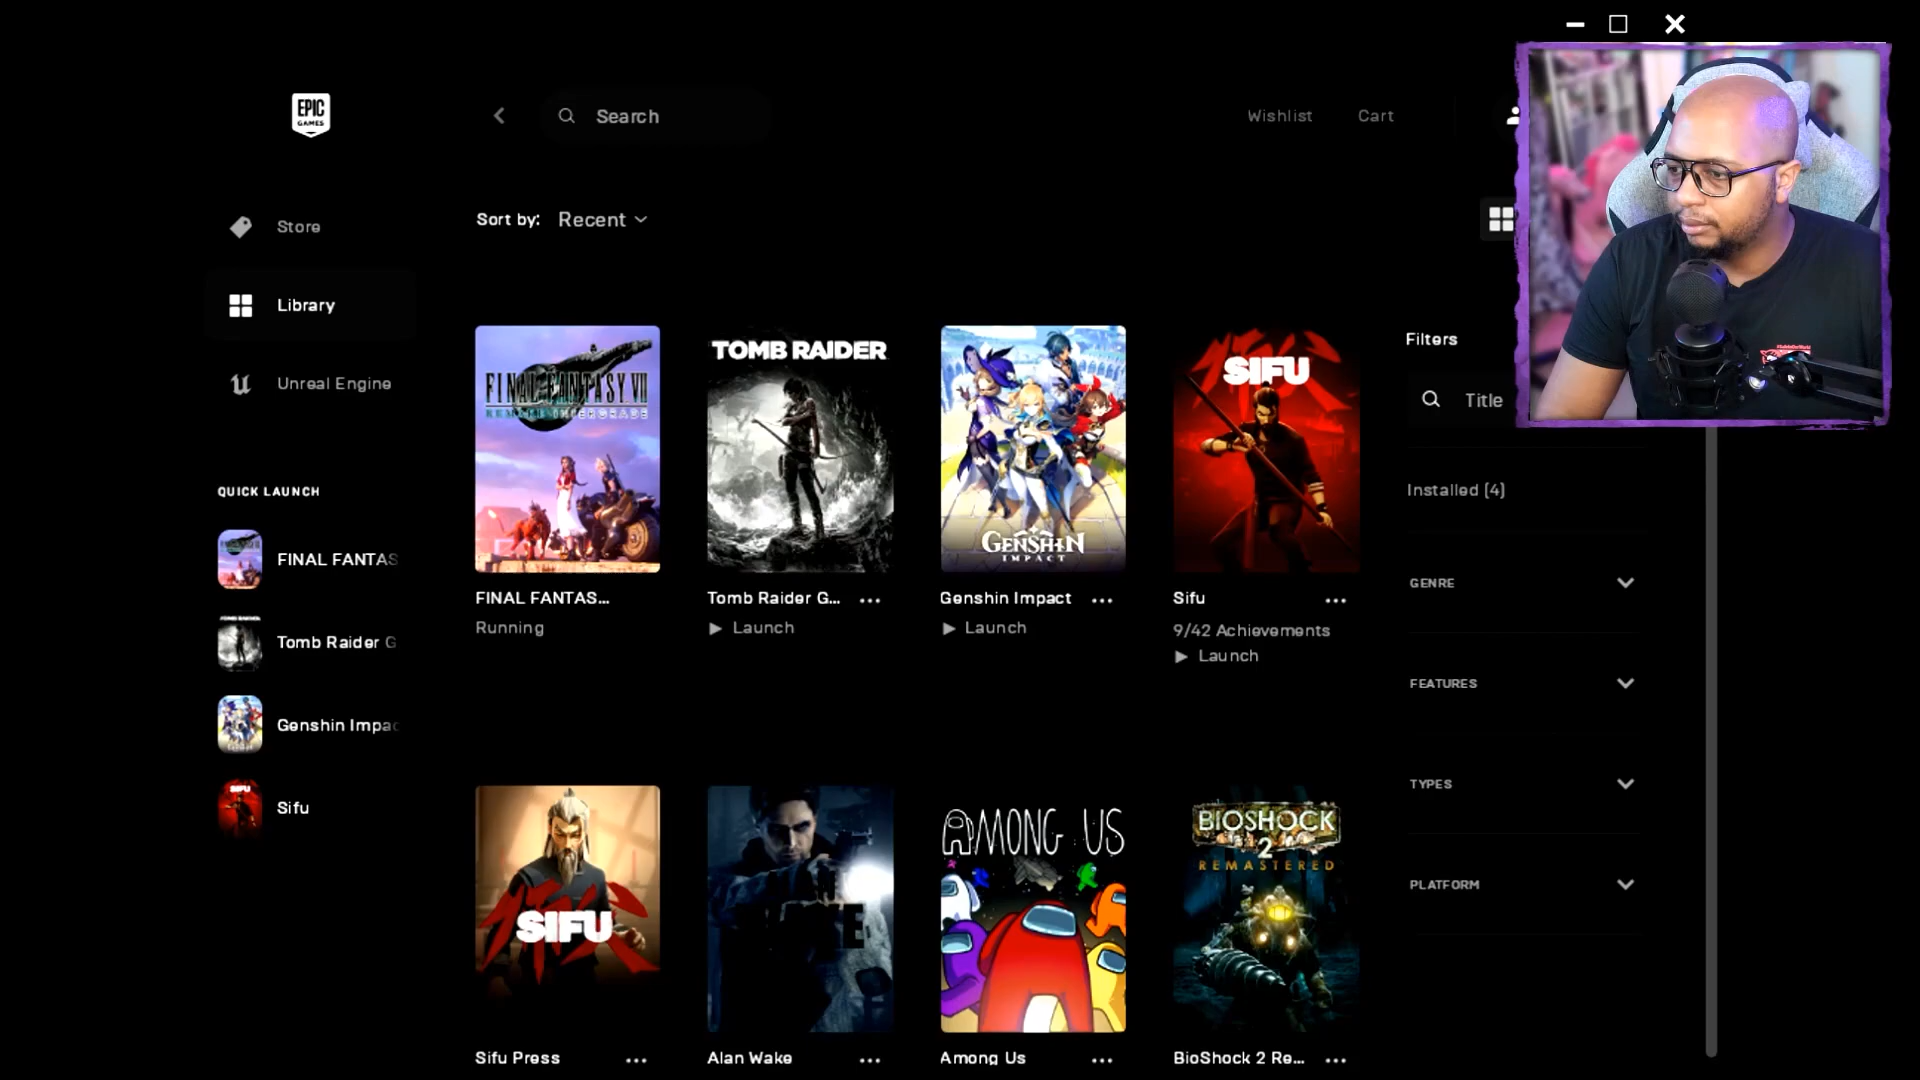 EPIC
GAMES
Search
Wishlist
Cart
Store
Library
Unreal Engine
Sort by:
Recent
QUICK LAUNCH
FINAL FANTAS
Tomb Raider G
Genshin Impac
Sifu
FINAL FANTASY VII
REMAKE INTERGRADE
TOMB RAIDER
GENSHIN
IMPACT
SIFU
FINAL FANTAS...
Running
Tomb Raider G...
Launch
Genshin Impact
Launch
Sifu
9/42 Achievements
Launch
SIFU
AMONG US
BIOSHOCK
2
REMASTERED
Sifu Press
Alan Wake
Among Us
BioShock 2 Re...
Filters
Title
Installed (4)
GENRE
FEATURES
TYPES
PLATFORM